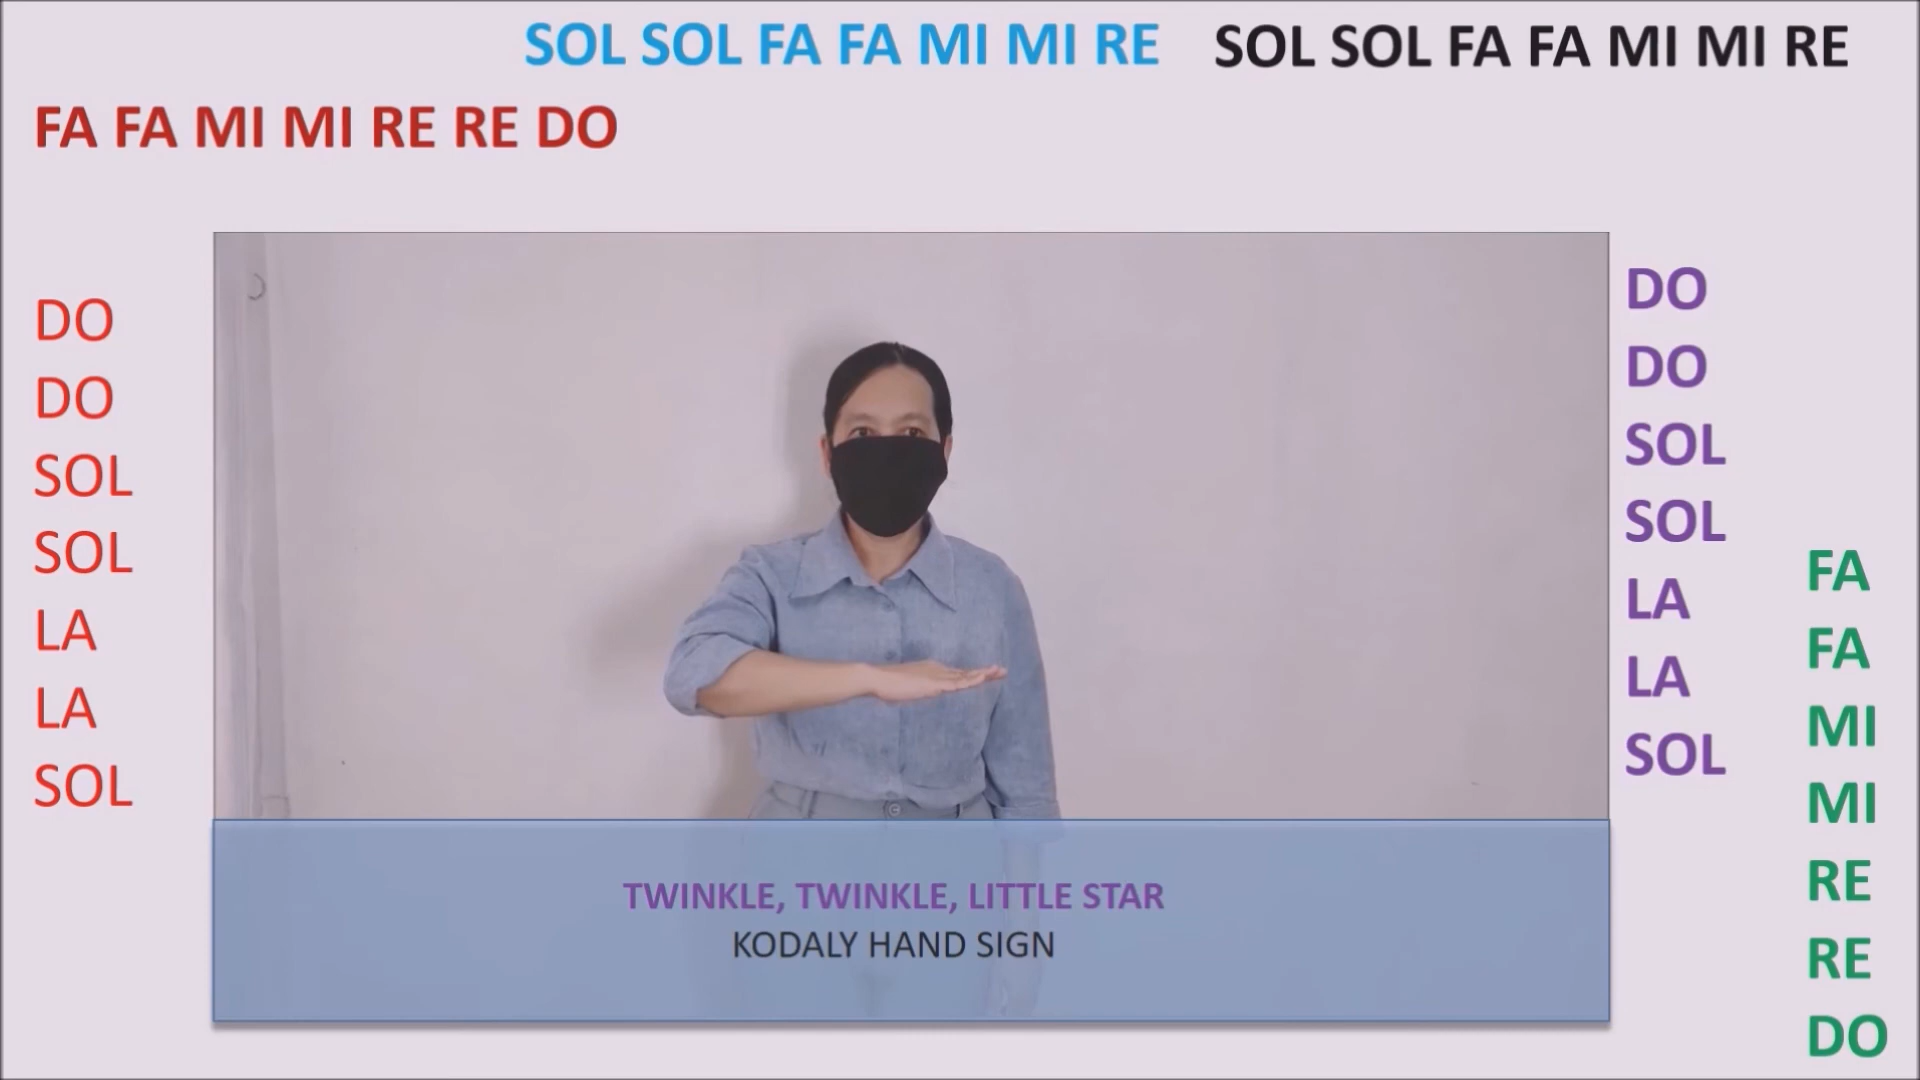 SOL SOL FA FA MI MI RE
SOL SOL FA FA MI MI RE
FA FA MI MI RE RE DO
DO
DO
SOL
SOL
LA
LA
SOL
DO
DO
SOL
SOL
LA
LA
SOL
FA
FA
MI
MI
RE
RE
DO
TWINKLE, TWINKLE, LITTLE STAR
KODALY HAND SIGN